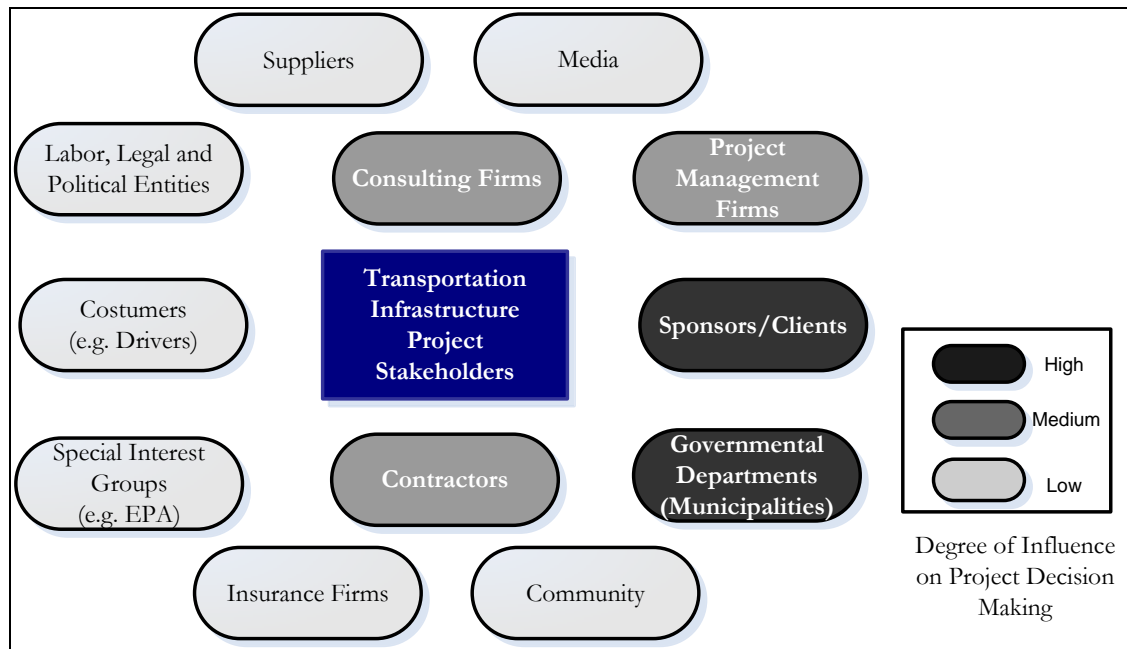 Suppliers
Media
Labor, Legal and
Political Entities
Consulting Firms
Project
Management
Firms
Costumers
(e.g. Drivers)
Transportation
Infrastructure
Project
Stakeholders
Sponsors/Clients
Special Interest
Groups
(e.g. EPA)
Contractors
Governmental
Departments
(Municipalities)
Insurance Firms
Community
High
Medium
Low
Degree of Influence
on Project Decision
Making